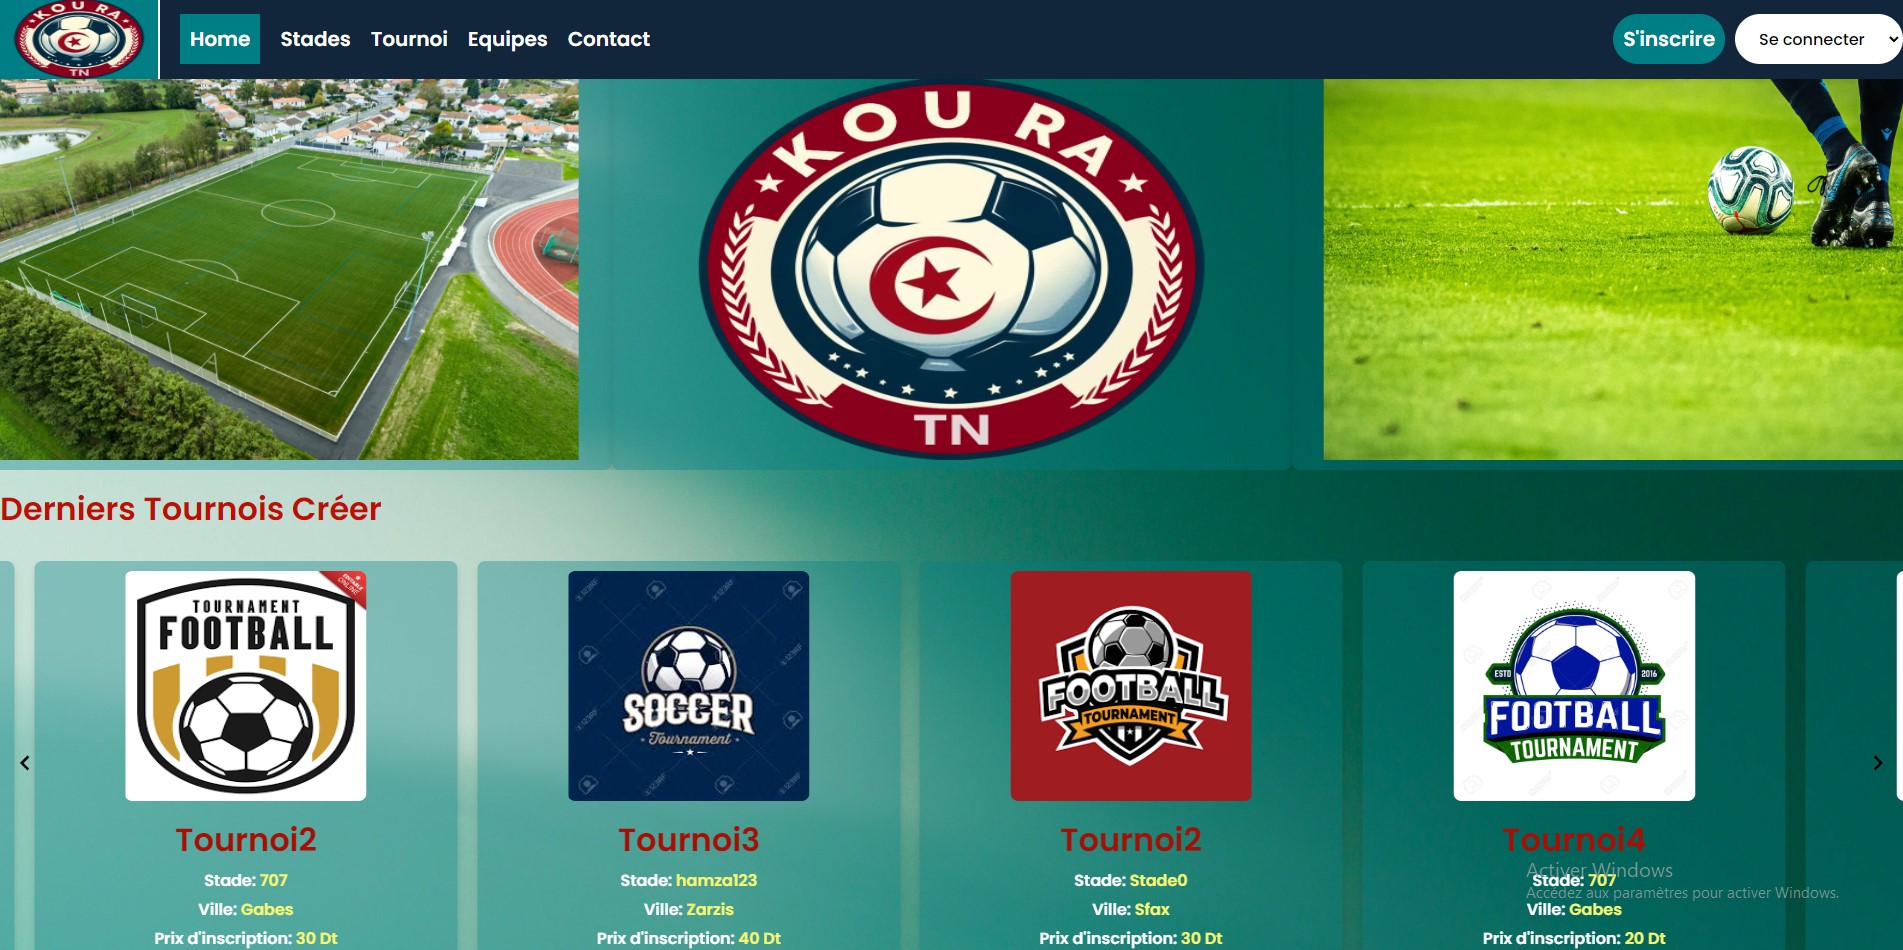 KOU RA
TN
Home
Stades
Tournoi
Equipes
Contact
S'inscrire
Se connecter
KOU RA
TN
Derniers Tournois Créer
EDITABLE
ONLINE
TOURNAMENT
FOOTBALL
SOCCER
Tournament
FOOTBALL
TOURNAMENT
ESTD
2016
FOOTBALL
TOURNAMENT
Tournoi2
Stade: 707
Ville: Gabes
Prix d'inscription: 30 Dt
Tournoi3
Stade: hamza123
Ville: Zarzis
Prix d'inscription: 40 Dt
Tournoi2
Stade: Stade0
Ville: Sfax
Prix d'inscription: 30 Dt
Tournoi4
Stade: 707
Ville: Gabes
Prix d'inscription: 20 Dt
Activer Windows
Accédez aux paramètres pour activer Windows.